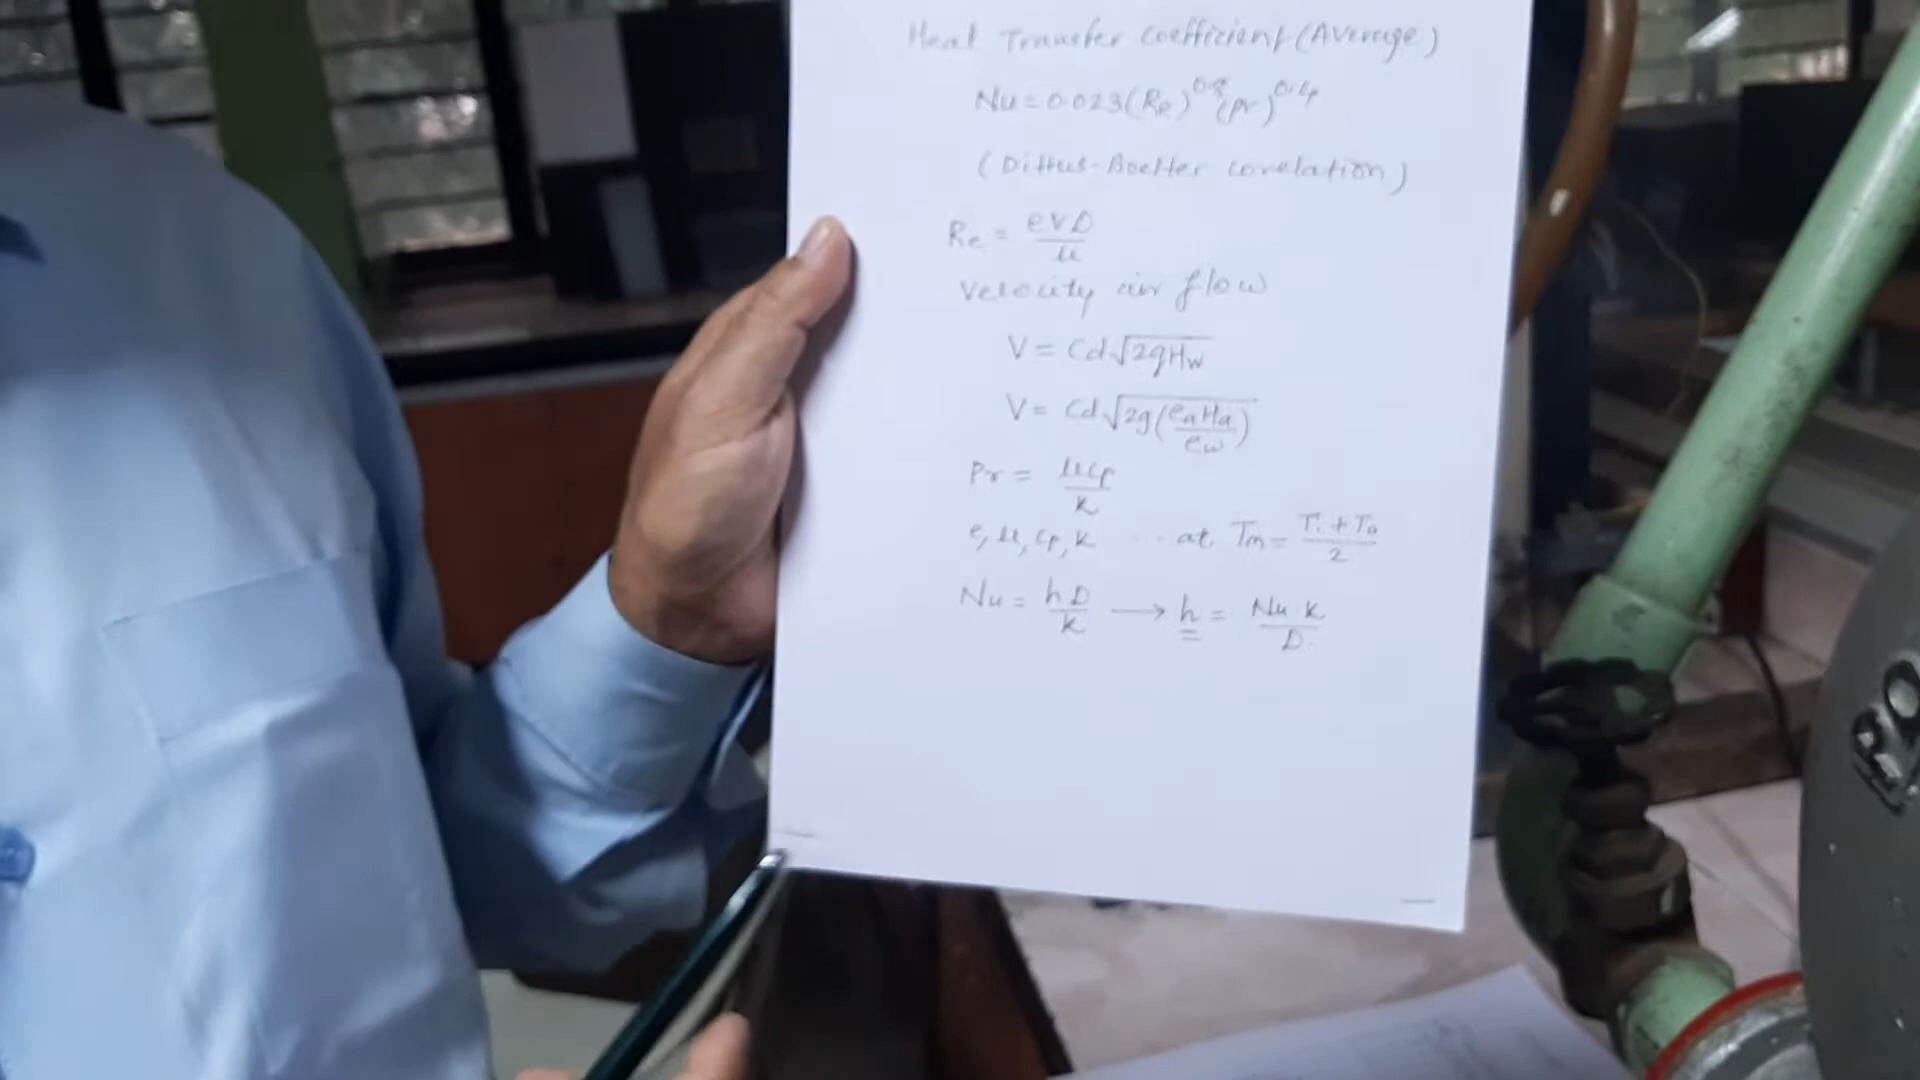 Heat Transfer Coefficient (Average)
Nu = 0.023 (Re)^0.8 (Pr)^0.4
(Dittus-Boelter correlation)
Re = ρVD/μ
Velocity air flow
V = Cd √(2gHw)
V = Cd √(2g(ρaHa/ρw))
Pr = μCp/k
ρ, μ, Cp, k -- at Tm = (Ti + To)/2
Nu = hD/k → h = Nu·k/D